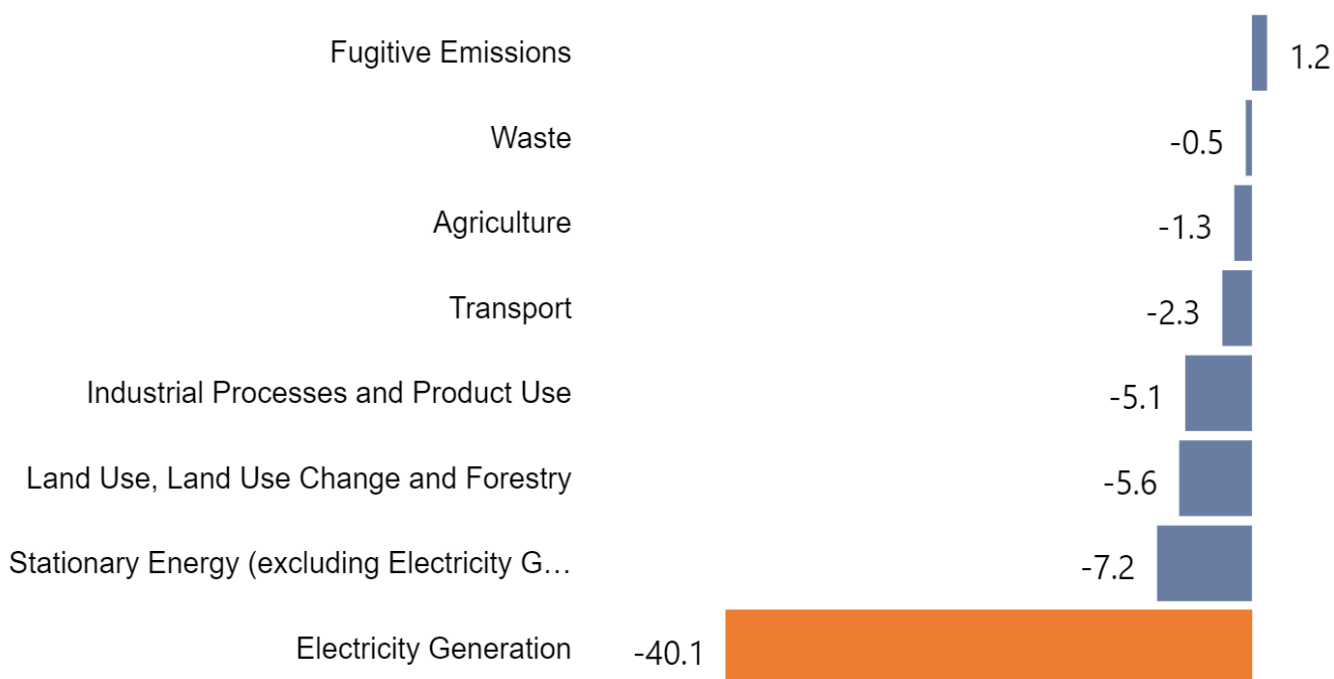 Fugitive Emissions 1.2
Waste -0.5
Agriculture -1.3
Transport -2.3
Industrial Processes and Product Use -5.1
Land Use, Land Use Change and Forestry -5.6
Stationary Energy (excluding Electricity G… -7.2
Electricity Generation -40.1